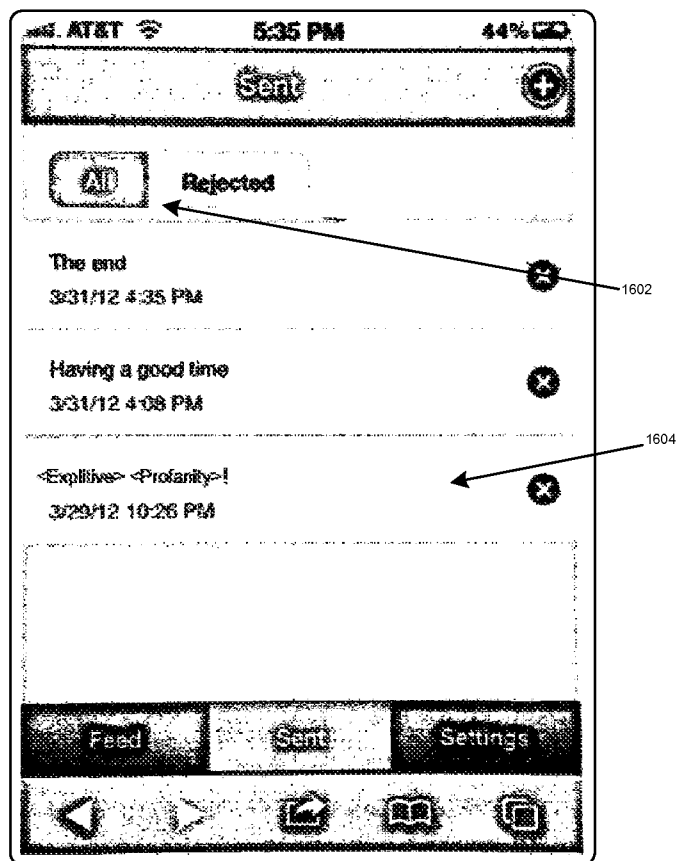 AT&T 5:35 PM 44%
Sent
All Rejected
The end
3/31/12 4:35 PM
1602
Having a good time
3/31/12 4:08 PM
1604
<Explitive> <Profanity>!
3/29/12 10:26 PM
Feed Sent Settings